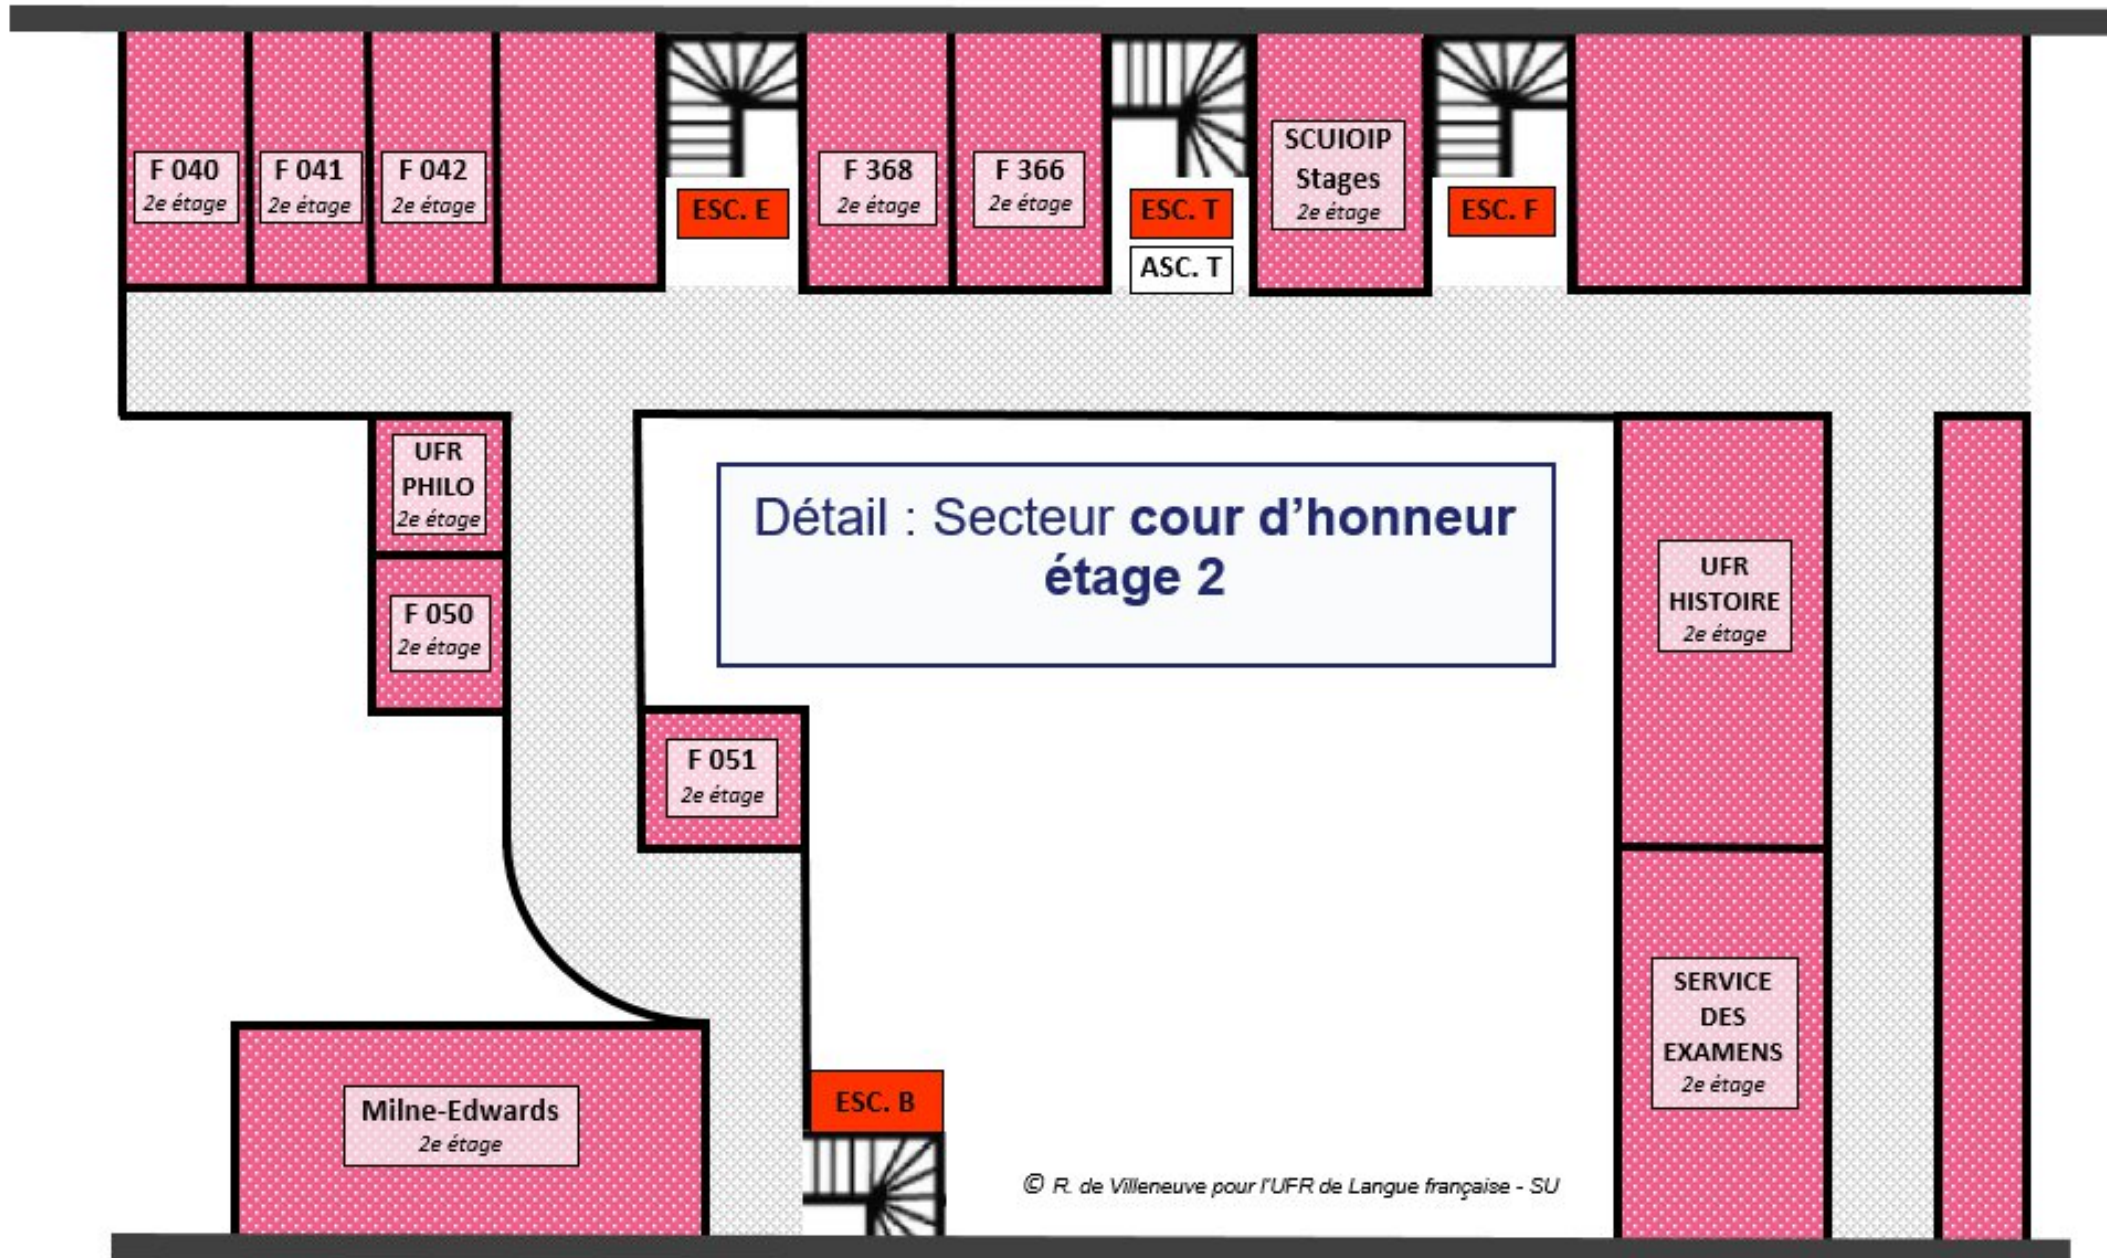 F 040
2e étage
F 041
2e étage
F 042
2e étage
ESC. E
F 368
2e étage
F 366
2e étage
ESC. T
ASC. T
SCUIOIP
Stages
2e étage
ESC. F
UFR
PHILO
2e étage
F 050
2e étage
Détail : Secteur cour d’honneur
étage 2
F 051
2e étage
UFR
HISTOIRE
2e étage
SERVICE
DES
EXAMENS
2e étage
Milne-Edwards
2e étage
ESC. B
© R. de Villeneuve pour l'UFR de Langue française - SU